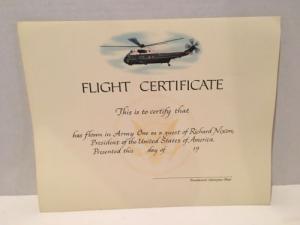 FLIGHT CERTIFICATE
This is to certify that
has flown in Army One as a guest of Richard Nixon,
President of the United States of America.
Presented this day of 19